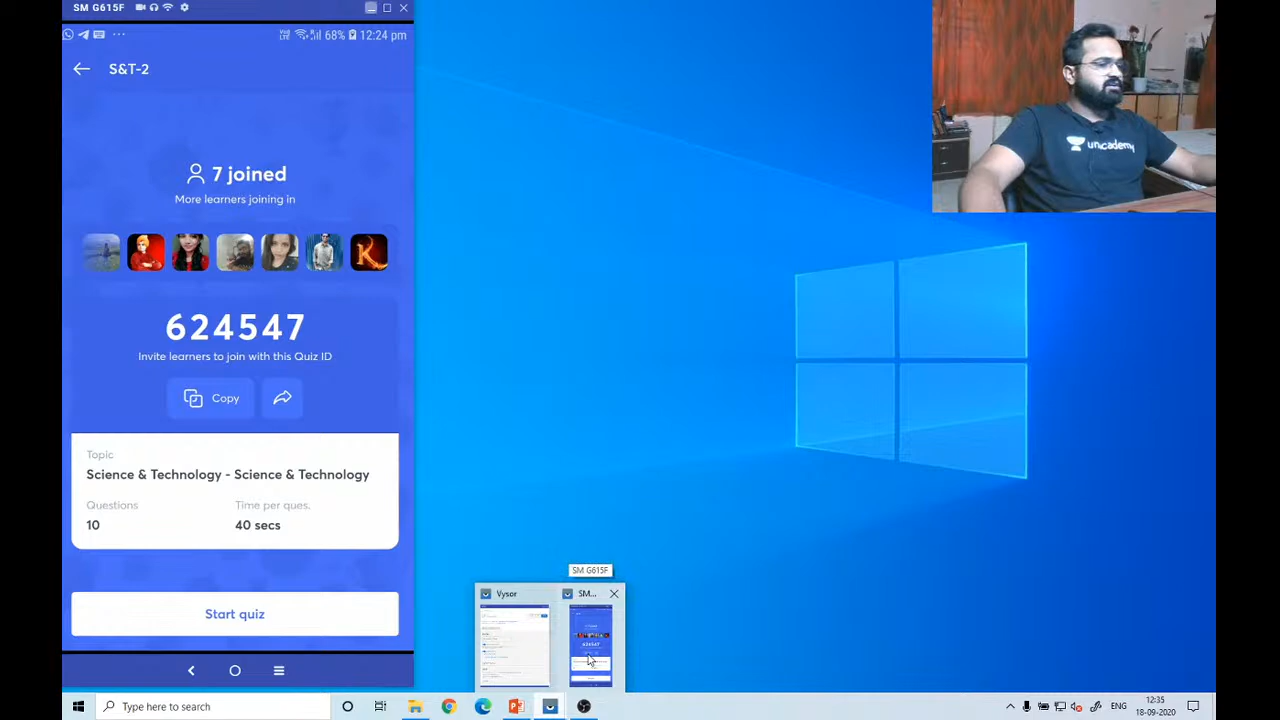 SM G615F
68% 12:24 pm
S&T-2
7 joined
More learners joining in
K
624547
Invite learners to join with this Quiz ID
Copy
Topic
Science & Technology - Science & Technology
Questions
Time per ques.
10
40 secs
Start quiz
unacademy
SM G615F
Vysor
SM...
624547
Type here to search
ENG
12:35
18-09-2020